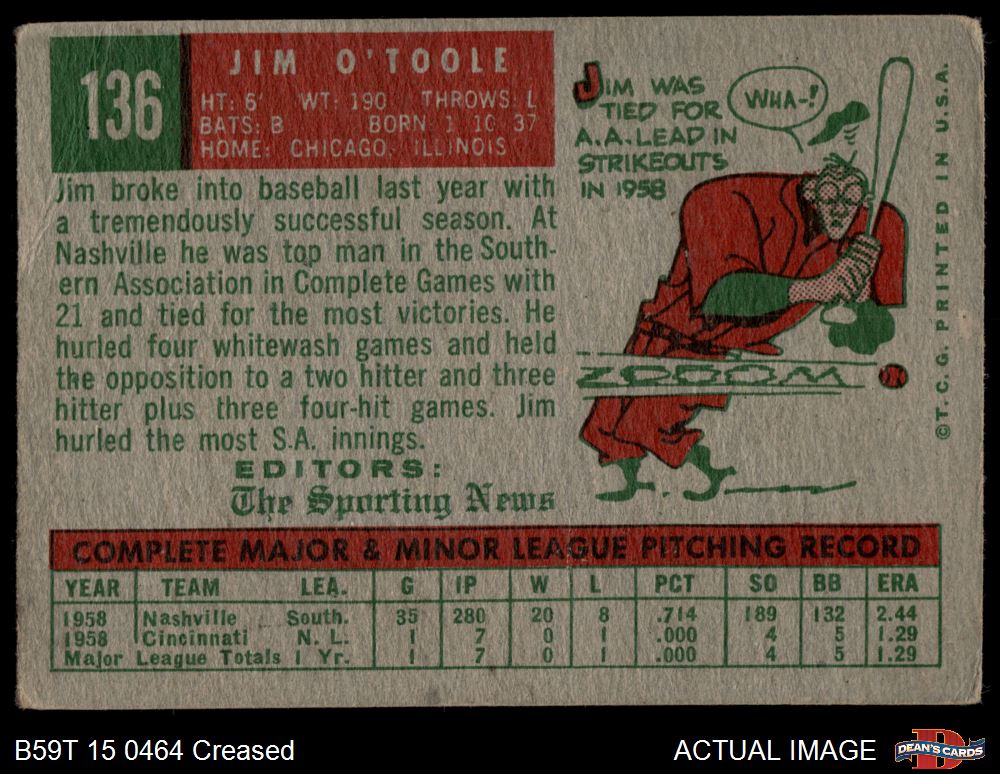 136
JIM O'TOOLE
HT: 6' WT: 190 THROWS: L
BATS: B BORN: 1 10 37
HOME: CHICAGO, ILLINOIS
Jim broke into baseball last year with
a tremendously successful season. At
Nashville he was top man in the South-
ern Association in Complete Games with
21 and tied for the most victories. He
hurled four whitewash games and held
the opposition to a two hitter and three
hitter plus three four-hit games. Jim
hurled the most S.A. innings.
EDITORS:
The Sporting News
JIM WAS
TIED FOR
A.A. LEAD IN
STRIKEOUTS
IN 1958
WHA-!
ZOOOOM
©T. C. G. PRINTED IN U.S.A.
COMPLETE MAJOR & MINOR LEAGUE PITCHING RECORD
YEAR TEAM LEA. G IP W L PCT SO BB ERA
1958 Nashville South. 35 280 20 8 .714 189 132 2.44
1958 Cincinnati N. L. 1 7 0 1 .000 4 5 1.29
Major League Totals 1 Yr. 1 7 0 1 .000 4 5 1.29
B59T 15 0464 Creased
ACTUAL IMAGE
DEAN'S CARDS